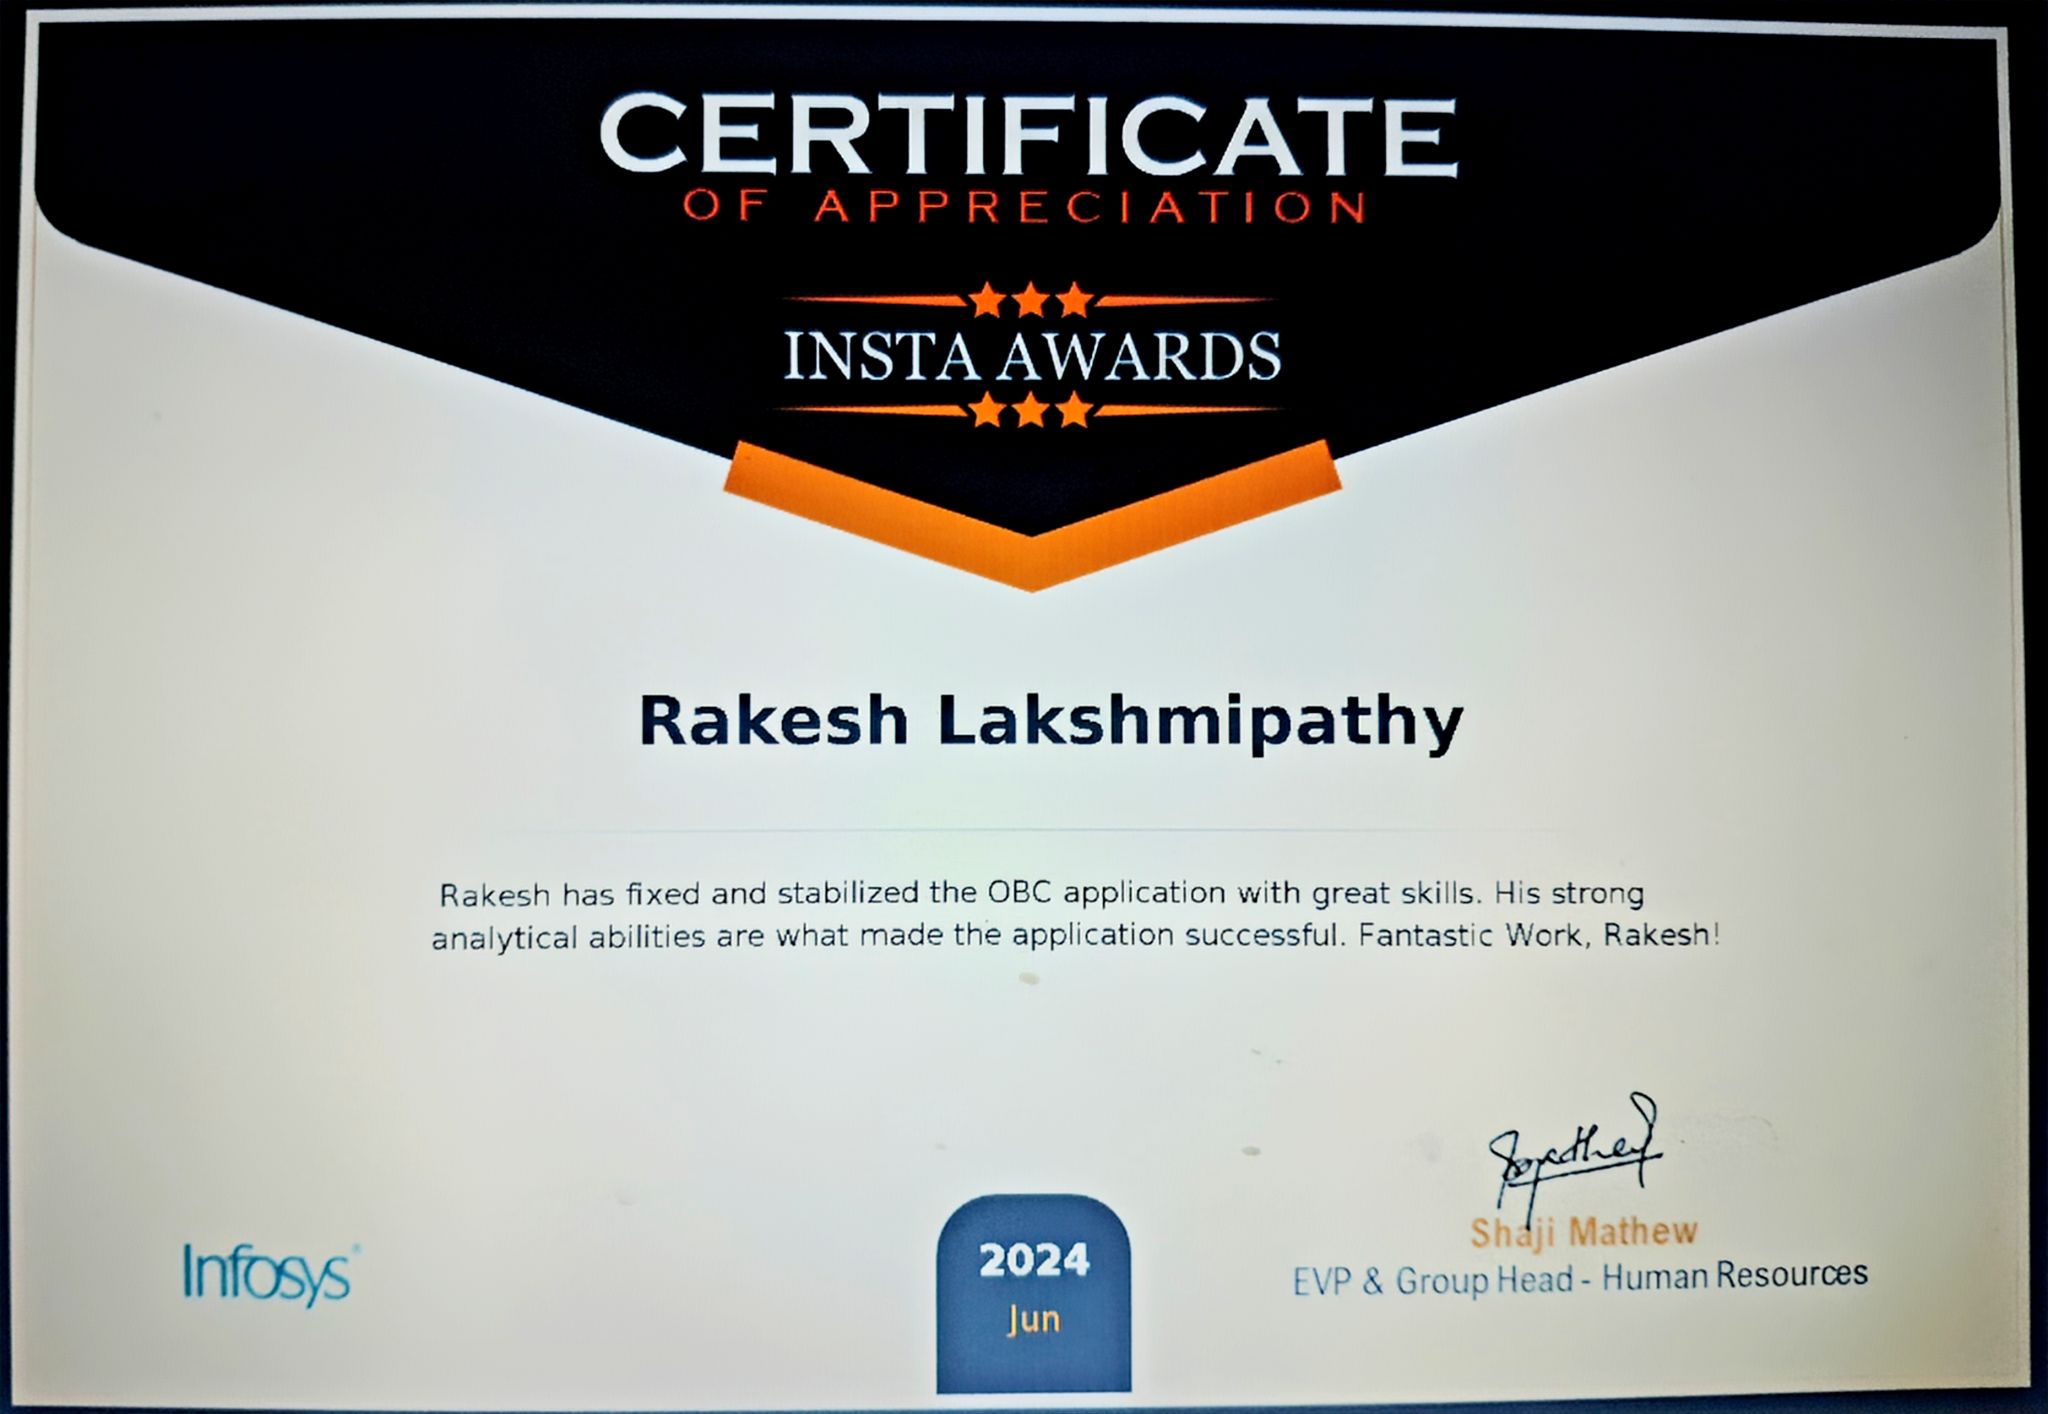 CERTIFICATE
OF APPRECIATION
INSTA AWARDS
Rakesh Lakshmipathy
Rakesh has fixed and stabilized the OBC application with great skills. His strong
analytical abilities are what made the application successful. Fantastic Work, Rakesh!
Infosys®
2024
Jun
Shaji Mathew
EVP & Group Head - Human Resources